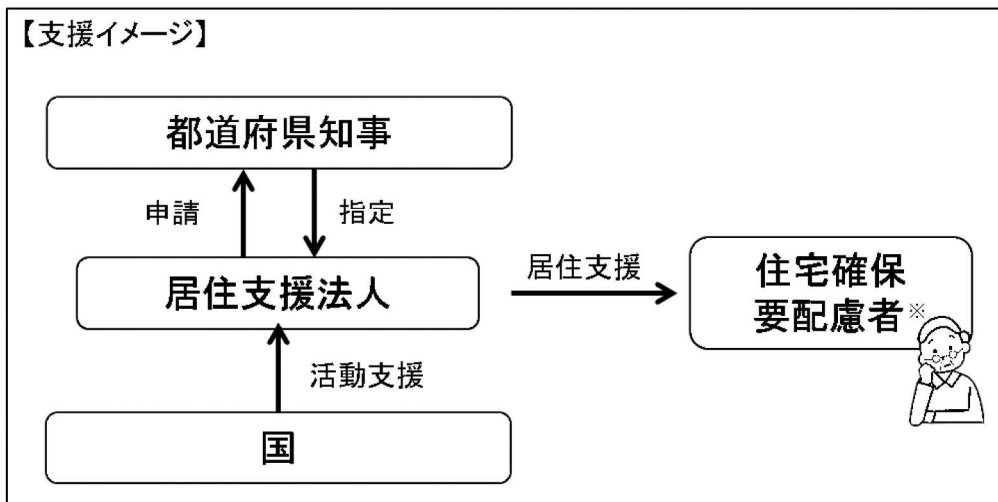 【支援イメージ】
都道府県知事
申請
指定
居住支援法人
居住支援
住宅確保
要配慮者※
活動支援
国